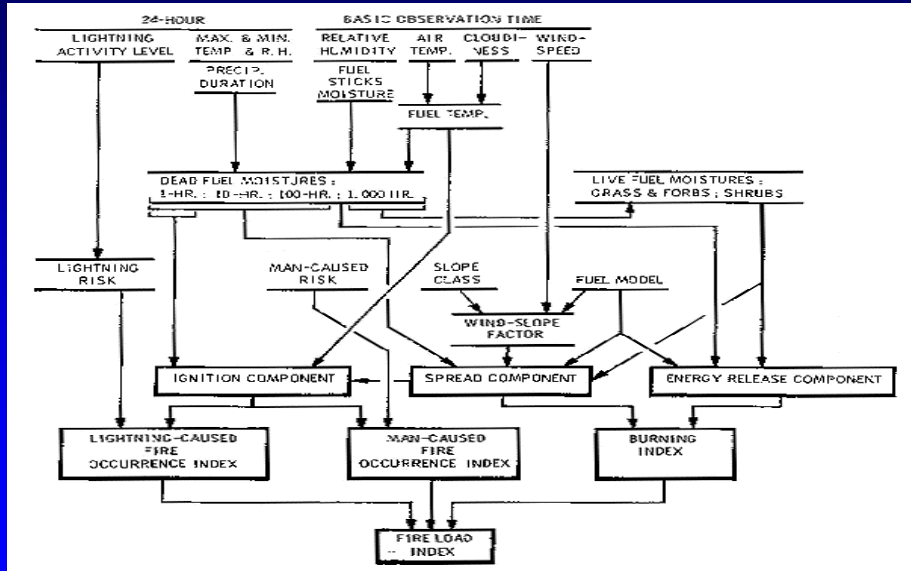 24-HOUR
BASIC OBSERVATION TIME
LIGHTNING
ACTIVITY LEVEL
MAX. & MIN.
TEMP. & R.H.
RELATIVE
HUMIDITY
AIR
TEMP.
CLOUDI-
NESS
WIND-
SPEED
PRECIP.
DURATION
FUEL
STICKS
MOISTURE
FUEL TEMP.
DEAD FUEL MOISTURES:
1-HR.; 10-HR.; 100-HR.; 1,000 HR.
LIVE FUEL MOISTURES;
GRASS & FORBS; SHRUBS
LIGHTNING
RISK
MAN-CAUSED
RISK
SLOPE
CLASS
FUEL MODEL
WIND-SLOPE
FACTOR
IGNITION COMPONENT
SPREAD COMPONENT
ENERGY RELEASE COMPONENT
LIGHTNING-CAUSED
FIRE
OCCURRENCE INDEX
MAN-CAUSED
FIRE
OCCURRENCE INDEX
BURNING
INDEX
FIRE LOAD
INDEX